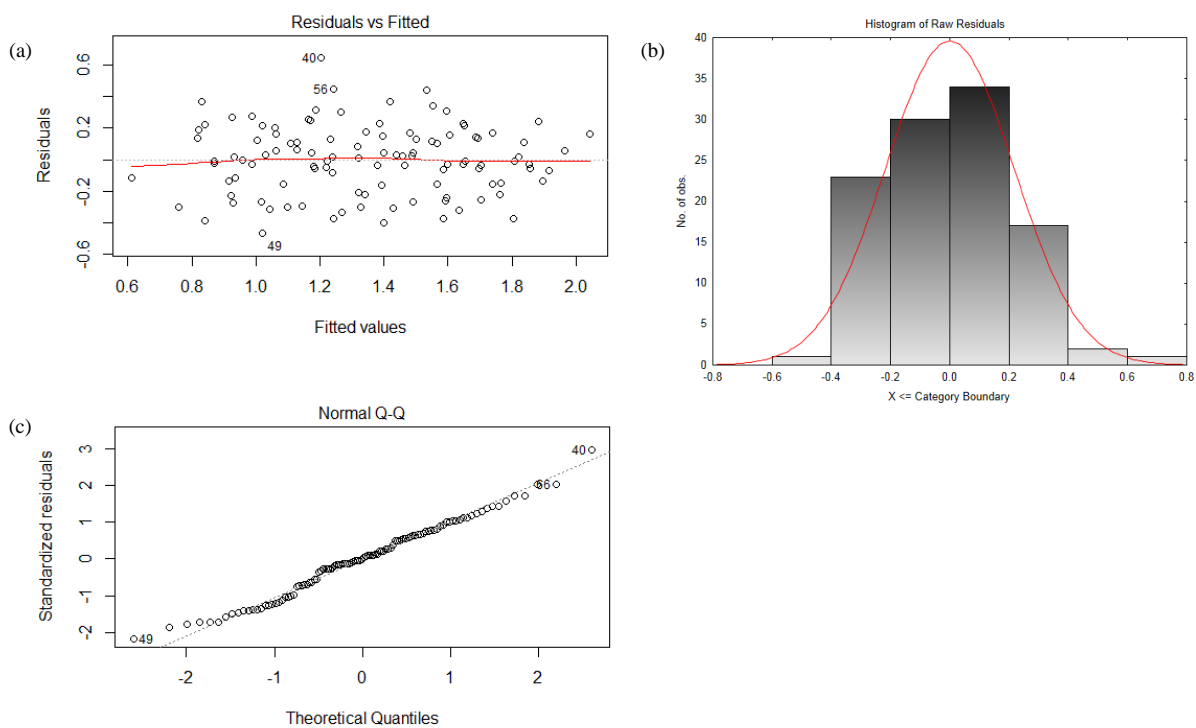 Residuals vs Fitted
(a)
Residuals
0.6
0.2
-0.2
-0.6
40
56
49
0.6 0.8 1.0 1.2 1.4 1.6 1.8 2.0
Fitted values
Histogram of Raw Residuals
(b)
No. of obs.
40
35
30
25
20
15
10
5
0
-0.8 -0.6 -0.4 -0.2 0.0 0.2 0.4 0.6 0.8
X <= Category Boundary
Normal Q-Q
(c)
Standardized residuals
3
2
1
0
-1
-2
40
49
-2 -1 0 1 2
Theoretical Quantiles